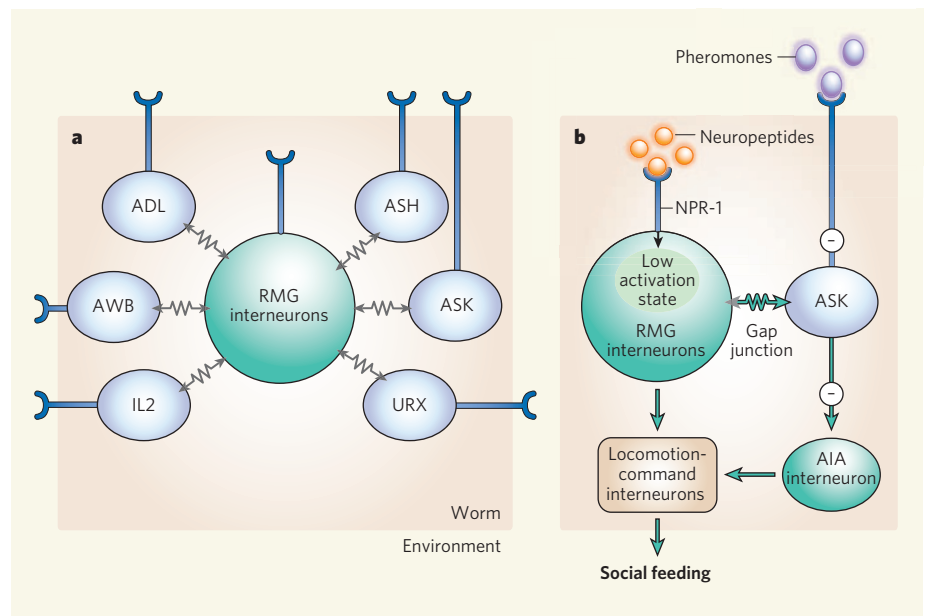 a
ADL
ASH
AWB
RMG
interneurons
ASK
IL2
URX
Worm
Environment
Pheromones
b
Neuropeptides
NPR-1
Low
activation
state
RMG
interneurons
–
ASK
Gap
junction
–
Locomotion-
command
interneurons
AIA
interneuron
Social feeding